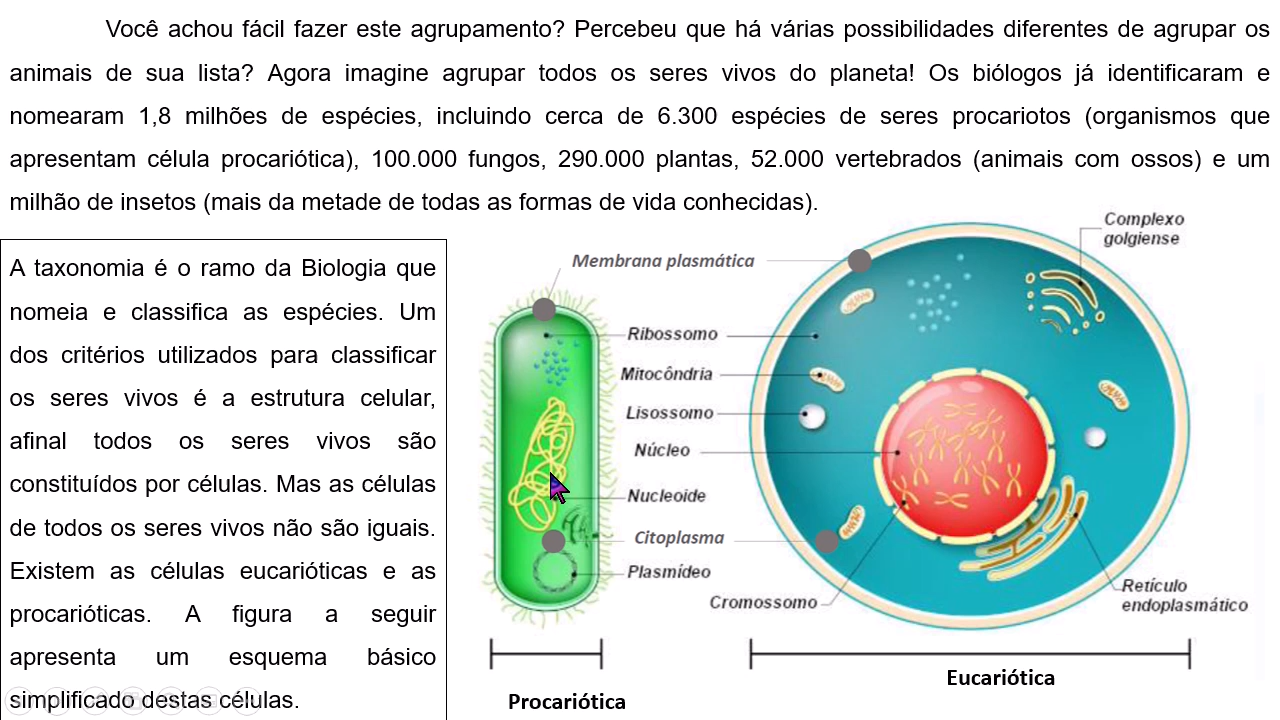 Você achou fácil fazer este agrupamento? Percebeu que há várias possibilidades diferentes de agrupar os
animais de sua lista? Agora imagine agrupar todos os seres vivos do planeta! Os biólogos já identificaram e
nomearam 1,8 milhões de espécies, incluindo cerca de 6.300 espécies de seres procariotos (organismos que
apresentam célula procariótica), 100.000 fungos, 290.000 plantas, 52.000 vertebrados (animais com ossos) e um
milhão de insetos (mais da metade de todas as formas de vida conhecidas).
A taxonomia é o ramo da Biologia que
nomeia e classifica as espécies. Um
dos critérios utilizados para classificar
os seres vivos é a estrutura celular,
afinal todos os seres vivos são
constituídos por células. Mas as células
de todos os seres vivos não são iguais.
Existem as células eucarióticas e as
procarióticas. A figura a seguir
apresenta um esquema básico
simplificado destas células.
Complexo
golgiense
Membrana plasmática
Ribossomo
Mitocôndria
Lisossomo
Núcleo
Nucleoide
Citoplasma
Plasmídeo
Cromossomo
Retículo
endoplasmático
Procariótica
Eucariótica